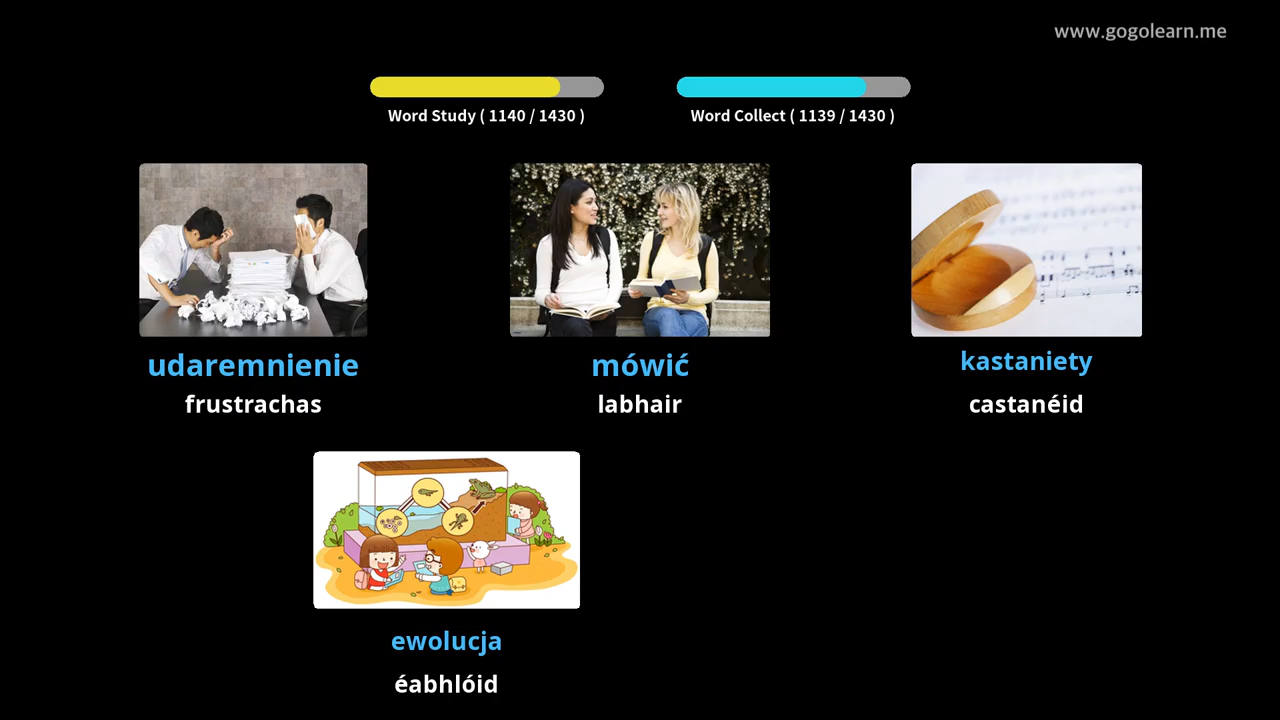 www.gogolearn.me
Word Study ( 1140 / 1430 )
Word Collect ( 1139 / 1430 )
udaremnienie
frustrachas
mówić
labhair
kastaniety
castanéid
ewolucja
éabhlóid